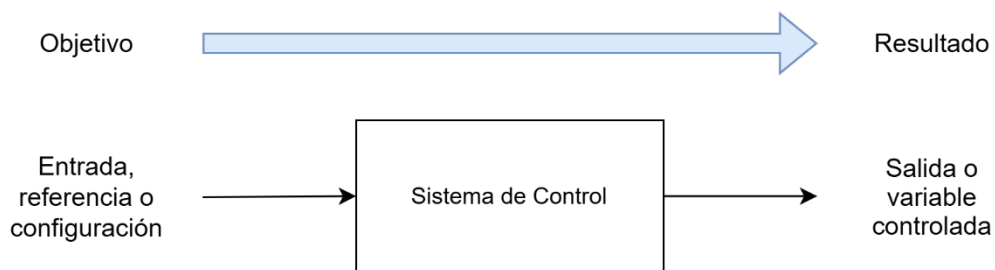 Objetivo
Resultado
Entrada,
referencia o
configuración
Sistema de Control
Salida o
variable
controlada